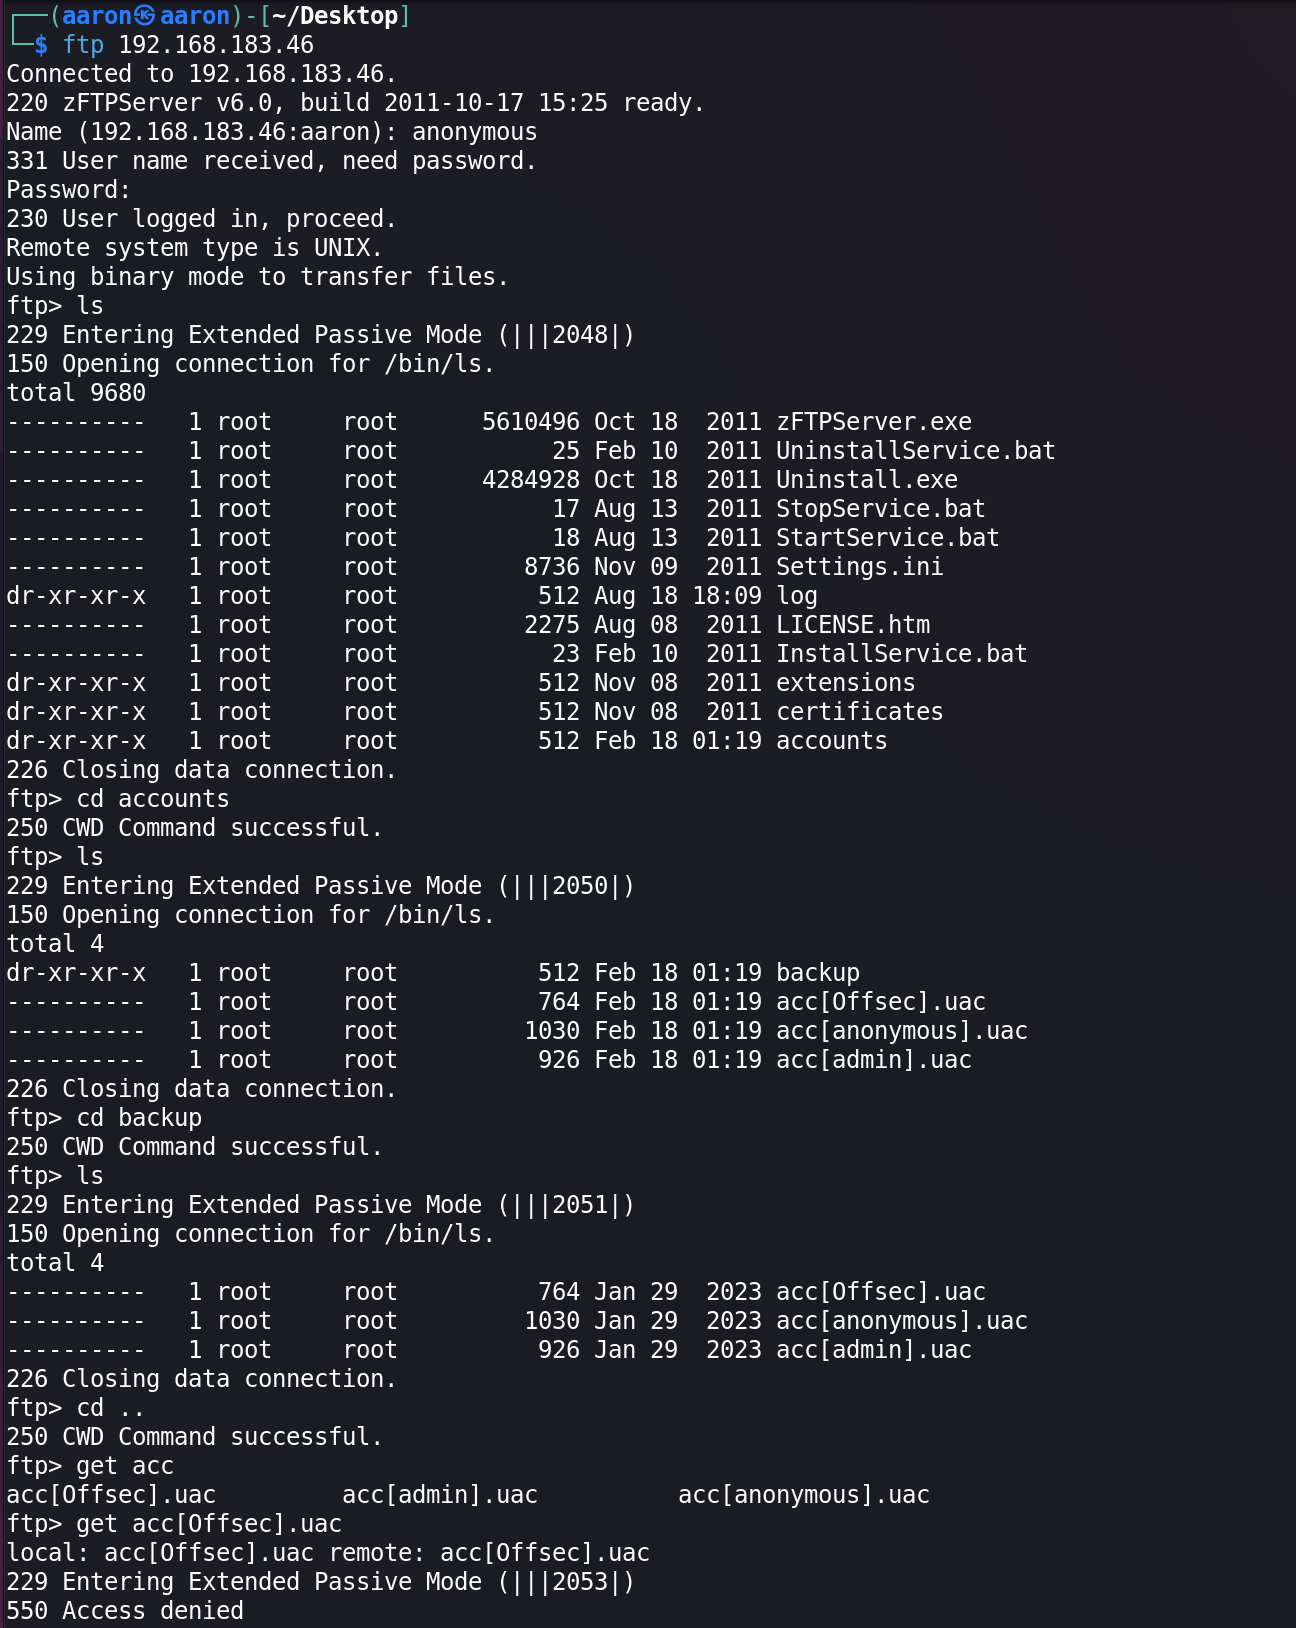 ┌──(aaron㉿aaron)-[~/Desktop]
└─$ ftp 192.168.183.46
Connected to 192.168.183.46.
220 zFTPServer v6.0, build 2011-10-17 15:25 ready.
Name (192.168.183.46:aaron): anonymous
331 User name received, need password.
Password:
230 User logged in, proceed.
Remote system type is UNIX.
Using binary mode to transfer files.
ftp> ls
229 Entering Extended Passive Mode (|||2048|)
150 Opening connection for /bin/ls.
total 9680
----------   1 root     root      5610496 Oct 18  2011 zFTPServer.exe
----------   1 root     root           25 Feb 10  2011 UninstallService.bat
----------   1 root     root      4284928 Oct 18  2011 Uninstall.exe
----------   1 root     root           17 Aug 13  2011 StopService.bat
----------   1 root     root           18 Aug 13  2011 StartService.bat
----------   1 root     root         8736 Nov 09  2011 Settings.ini
dr-xr-xr-x   1 root     root          512 Aug 18 18:09 log
----------   1 root     root         2275 Aug 08  2011 LICENSE.htm
----------   1 root     root           23 Feb 10  2011 InstallService.bat
dr-xr-xr-x   1 root     root          512 Nov 08  2011 extensions
dr-xr-xr-x   1 root     root          512 Nov 08  2011 certificates
dr-xr-xr-x   1 root     root          512 Feb 18 01:19 accounts
226 Closing data connection.
ftp> cd accounts
250 CWD Command successful.
ftp> ls
229 Entering Extended Passive Mode (|||2050|)
150 Opening connection for /bin/ls.
total 4
dr-xr-xr-x   1 root     root          512 Feb 18 01:19 backup
----------   1 root     root          764 Feb 18 01:19 acc[Offsec].uac
----------   1 root     root         1030 Feb 18 01:19 acc[anonymous].uac
----------   1 root     root          926 Feb 18 01:19 acc[admin].uac
226 Closing data connection.
ftp> cd backup
250 CWD Command successful.
ftp> ls
229 Entering Extended Passive Mode (|||2051|)
150 Opening connection for /bin/ls.
total 4
----------   1 root     root          764 Jan 29  2023 acc[Offsec].uac
----------   1 root     root         1030 Jan 29  2023 acc[anonymous].uac
----------   1 root     root          926 Jan 29  2023 acc[admin].uac
226 Closing data connection.
ftp> cd ..
250 CWD Command successful.
ftp> get acc
acc[Offsec].uac         acc[admin].uac          acc[anonymous].uac
ftp> get acc[Offsec].uac
local: acc[Offsec].uac remote: acc[Offsec].uac
229 Entering Extended Passive Mode (|||2053|)
550 Access denied